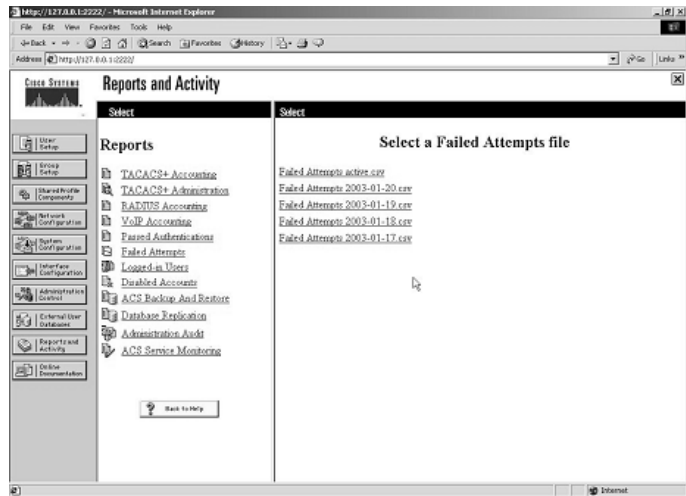 http://127.0.0.1:2222/ - Microsoft Internet Explorer
File Edit View Favorites Tools Help
Back Search Favorites History
Address http://127.0.0.1:2222/ Go Links »
CISCO SYSTEMS
Reports and Activity
Select
Select
User Setup
Group Setup
Shared Profile Components
Network Configuration
System Configuration
Interface Configuration
Administration Control
External User Databases
Reports and Activity
Online Documentation
Reports
TACACS+ Accounting
TACACS+ Administration
RADIUS Accounting
VoIP Accounting
Passed Authentications
Failed Attempts
Logged-in Users
Disabled Accounts
ACS Backup And Restore
Database Replication
Administration Audit
ACS Service Monitoring
Back to Help
Select a Failed Attempts file
Failed Attempts active.csv
Failed Attempts 2003-01-20.csv
Failed Attempts 2003-01-19.csv
Failed Attempts 2003-01-18.csv
Failed Attempts 2003-01-17.csv
Internet